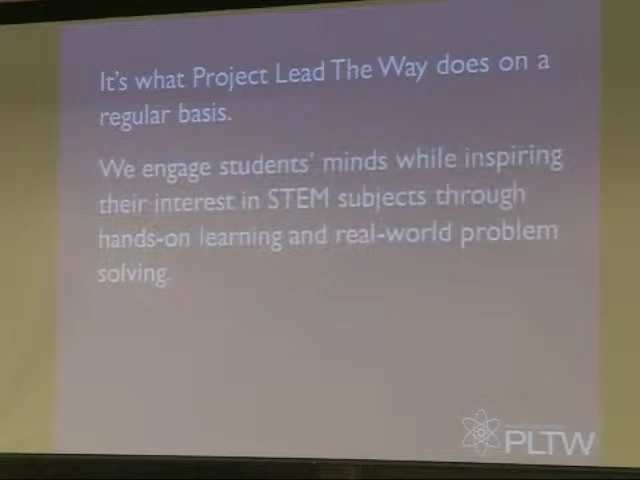 It's what Project Lead The Way does on a
regular basis.
We engage students' minds while inspiring
their interest in STEM subjects through
hands-on learning and real-world problem
solving.
PLTW